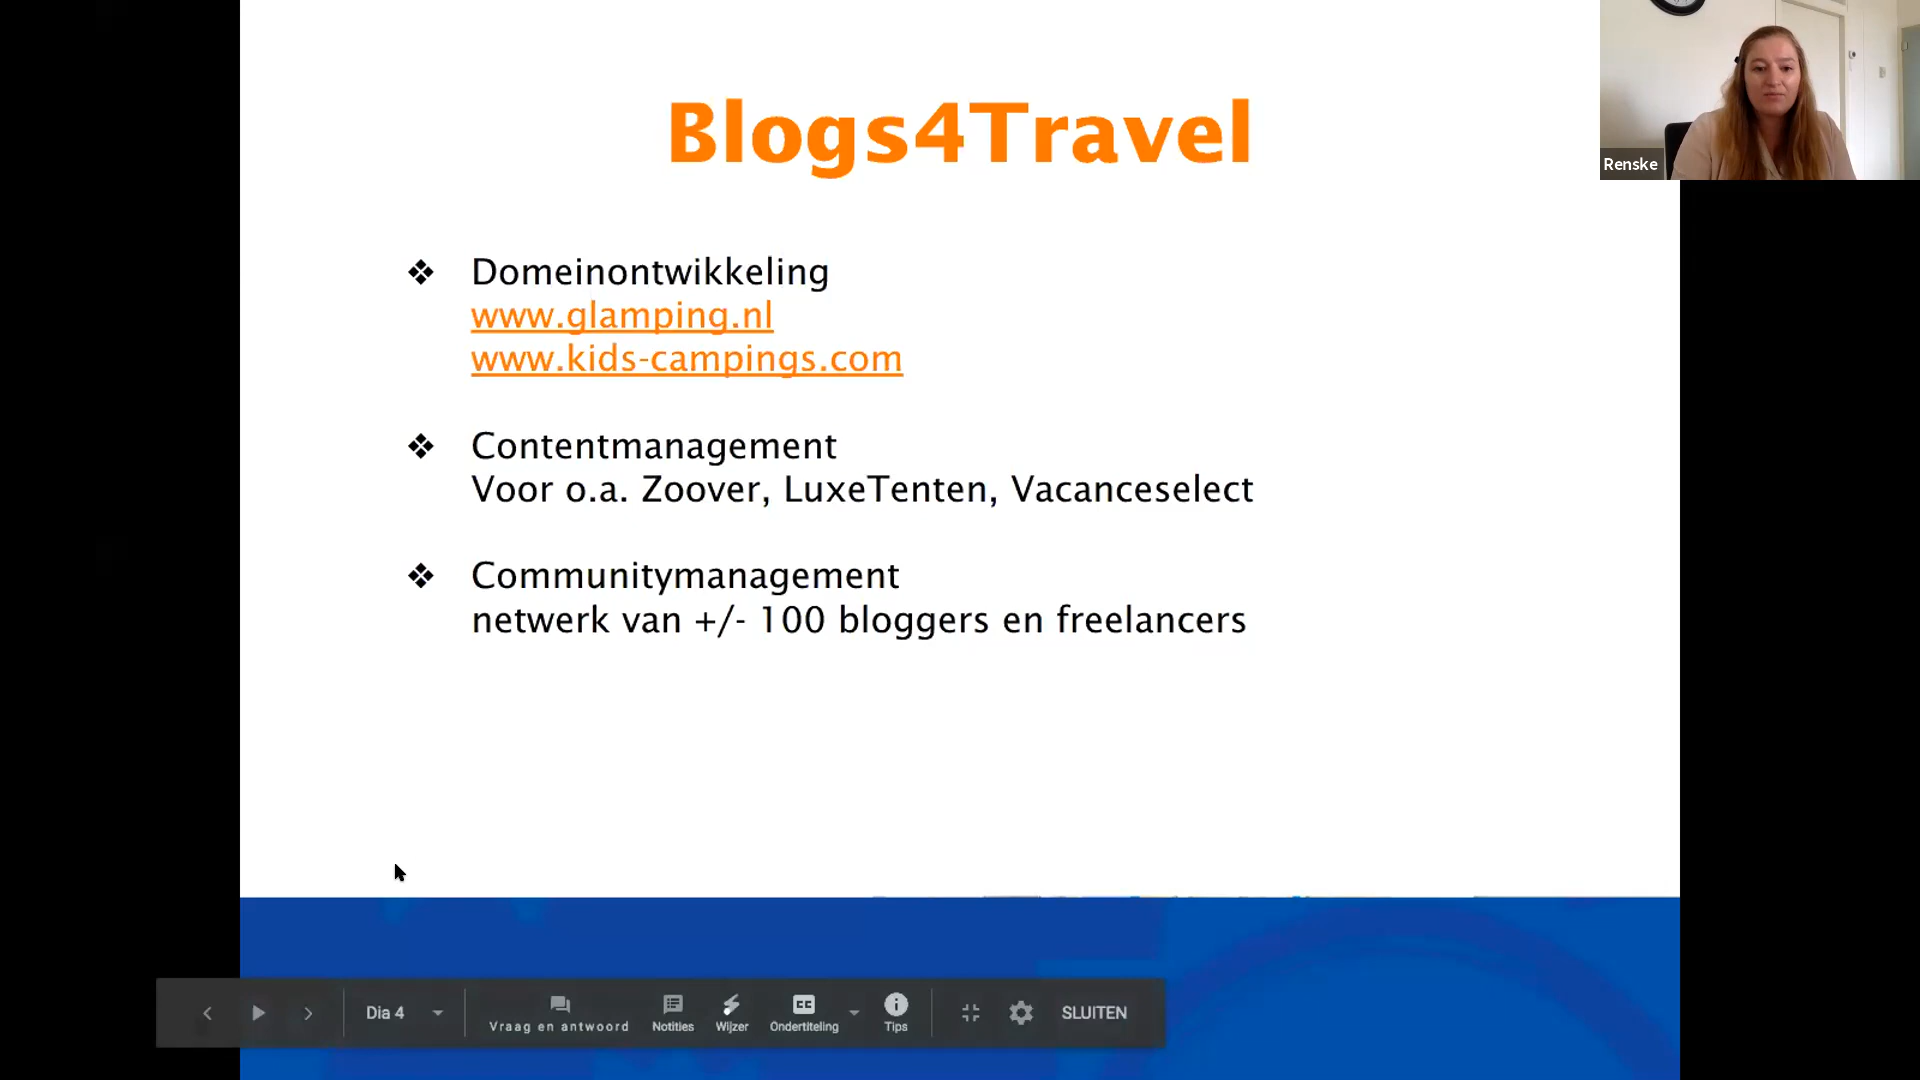 Blogs4Travel
Renske
Domeinontwikkeling
www.glamping.nl
www.kids-campings.com
Contentmanagement
Voor o.a. Zoover, LuxeTenten, Vacanceselect
Communitymanagement
netwerk van +/- 100 bloggers en freelancers
Dia 4
Vraag en antwoord
Notities
Wijzer
CC
Ondertiteling
Tips
SLUITEN